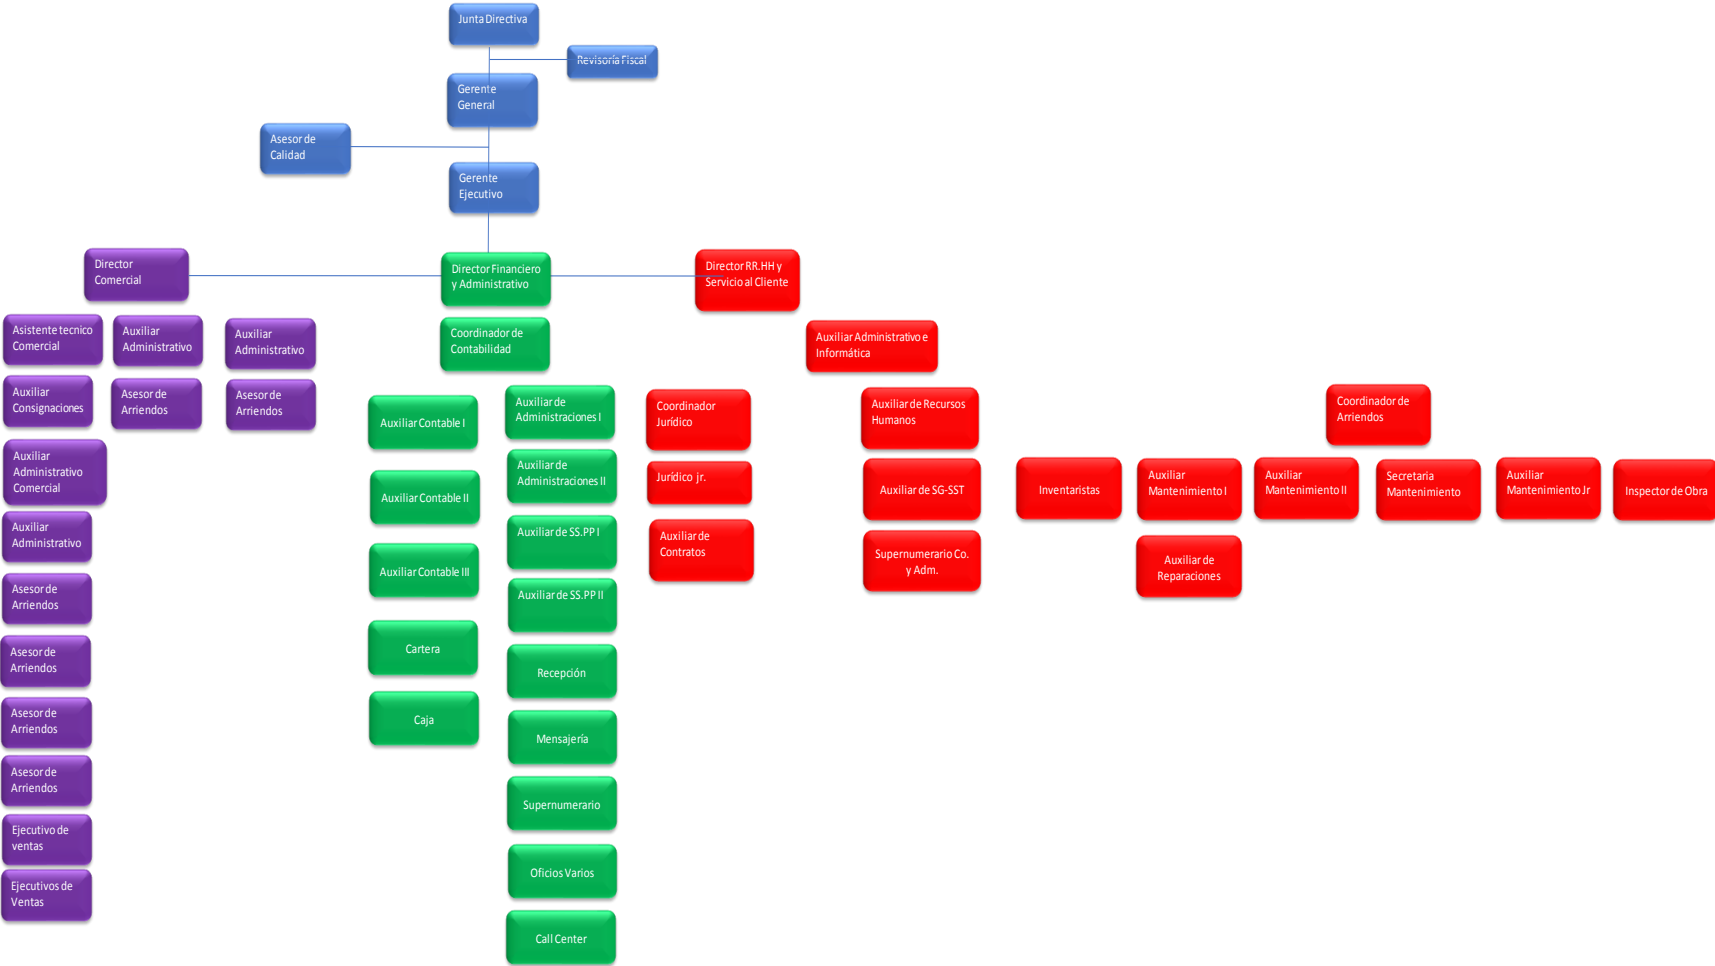 Junta Directiva
Revisoría Fiscal
Gerente
General
Asesor de
Calidad
Gerente
Ejecutivo
Director
Comercial
Director Financiero
y Administrativo
Director RR.HH y
Servicio al Cliente
Asistente tecnico
Comercial
Auxiliar
Administrativo
Auxiliar
Administrativo
Auxiliar
Consignaciones
Asesor de
Arriendos
Asesor de
Arriendos
Auxiliar
Administrativo
Comercial
Auxiliar
Administrativo
Asesor de
Arriendos
Asesor de
Arriendos
Asesor de
Arriendos
Asesor de
Arriendos
Ejecutivo de
ventas
Ejecutivos de
Ventas
Coordinador de
Contabilidad
Auxiliar Contable I
Auxiliar Contable II
Auxiliar Contable III
Cartera
Caja
Auxiliar de
Administraciones I
Auxiliar de
Administraciones II
Auxiliar de SS.PP I
Auxiliar de SS.PP II
Recepción
Mensajería
Supernumerario
Oficios Varios
Call Center
Auxiliar Administrativo e
Informática
Coordinador
Jurídico
Jurídico jr.
Auxiliar de
Contratos
Auxiliar de Recursos
Humanos
Auxiliar de SG-SST
Supernumerario Co.
y Adm.
Coordinador de
Arriendos
Inventaristas
Auxiliar
Mantenimiento I
Auxiliar
Mantenimiento II
Secretaria
Mantenimiento
Auxiliar
Mantenimiento Jr
Inspector de Obra
Auxiliar de
Reparaciones